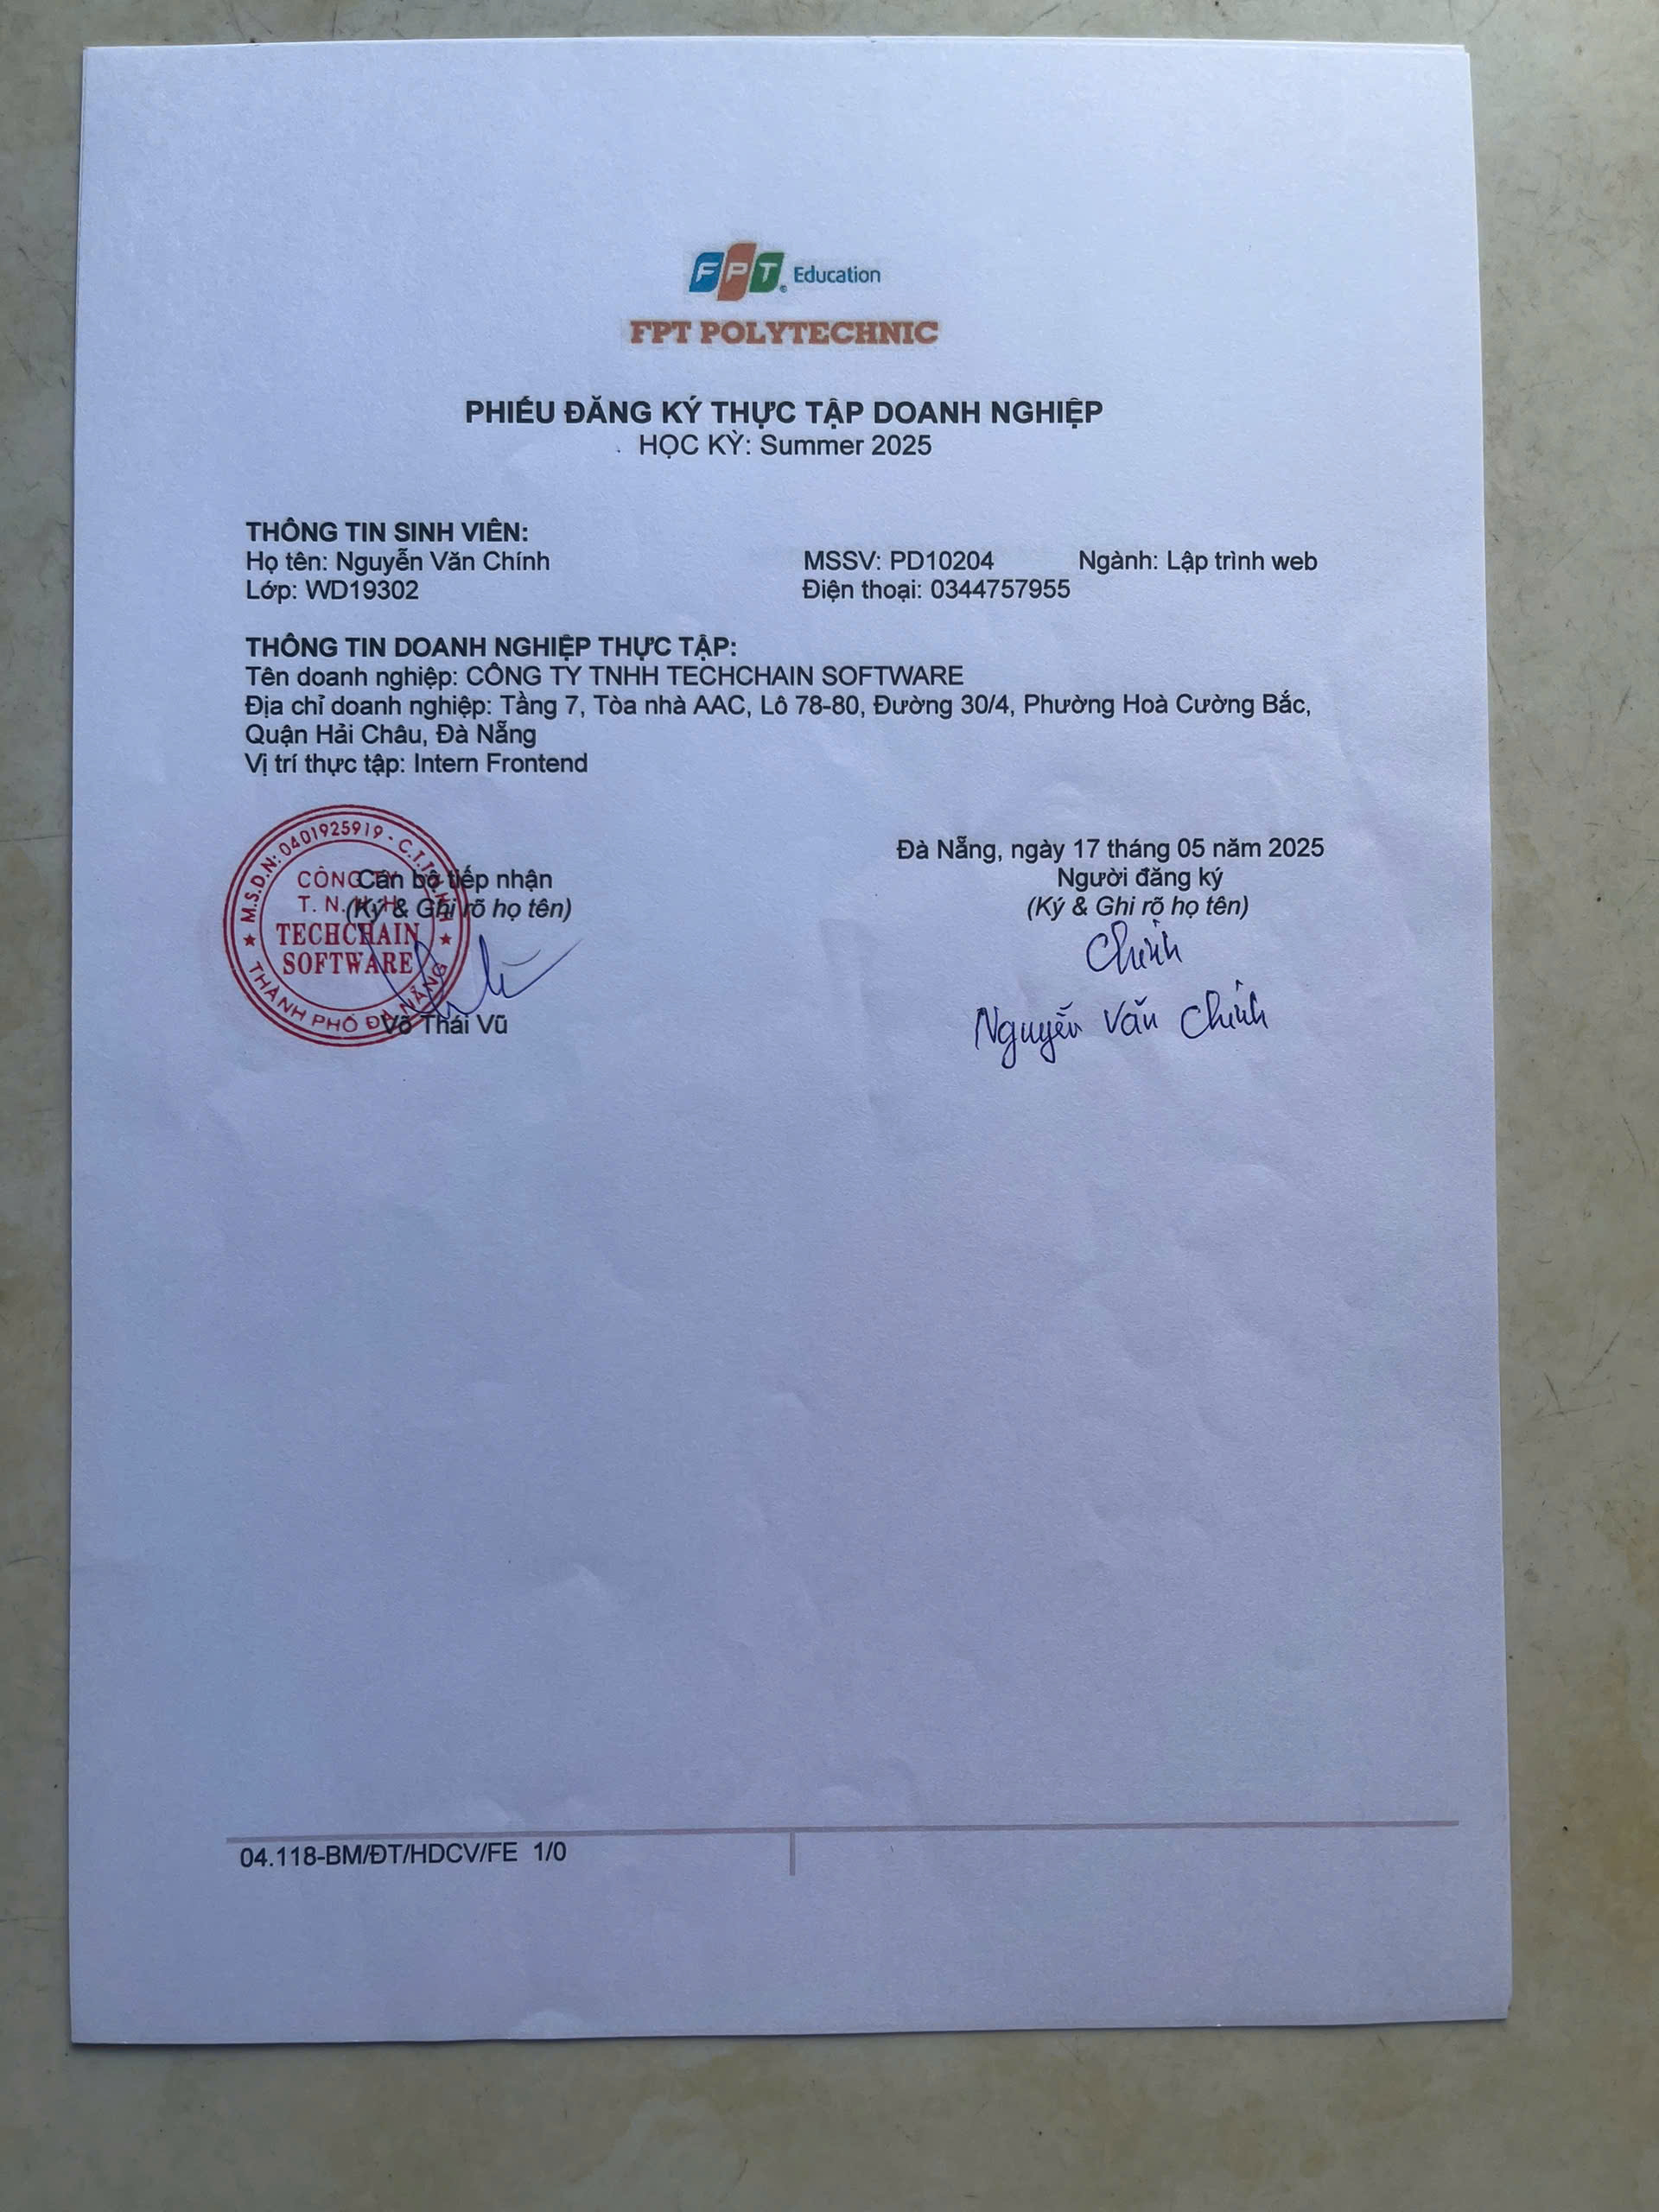 FPT Education
FPT POLYTECHNIC
PHIẾU ĐĂNG KÝ THỰC TẬP DOANH NGHIỆP
HỌC KỲ: Summer 2025
THÔNG TIN SINH VIÊN:
Họ tên: Nguyễn Văn Chính MSSV: PD10204 Ngành: Lập trình web
Lớp: WD19302 Điện thoại: 0344757955
THÔNG TIN DOANH NGHIỆP THỰC TẬP:
Tên doanh nghiệp: CÔNG TY TNHH TECHCHAIN SOFTWARE
Địa chỉ doanh nghiệp: Tầng 7, Tòa nhà AAC, Lô 78-80, Đường 30/4, Phường Hoà Cường Bắc,
Quận Hải Châu, Đà Nẵng
Vị trí thực tập: Intern Frontend
Đà Nẵng, ngày 17 tháng 05 năm 2025
Cán bộ tiếp nhận Người đăng ký
(Ký & Ghi rõ họ tên) (Ký & Ghi rõ họ tên)
M.S.D.N: 0401925919 - C.T.T.N.H.H
CÔNG TY
T.N.H.H
TECHCHAIN
SOFTWARE
THÀNH PHỐ ĐÀ NẴNG
Chính
Võ Thái Vũ Nguyễn Văn Chính
04.118-BM/ĐT/HDCV/FE 1/0